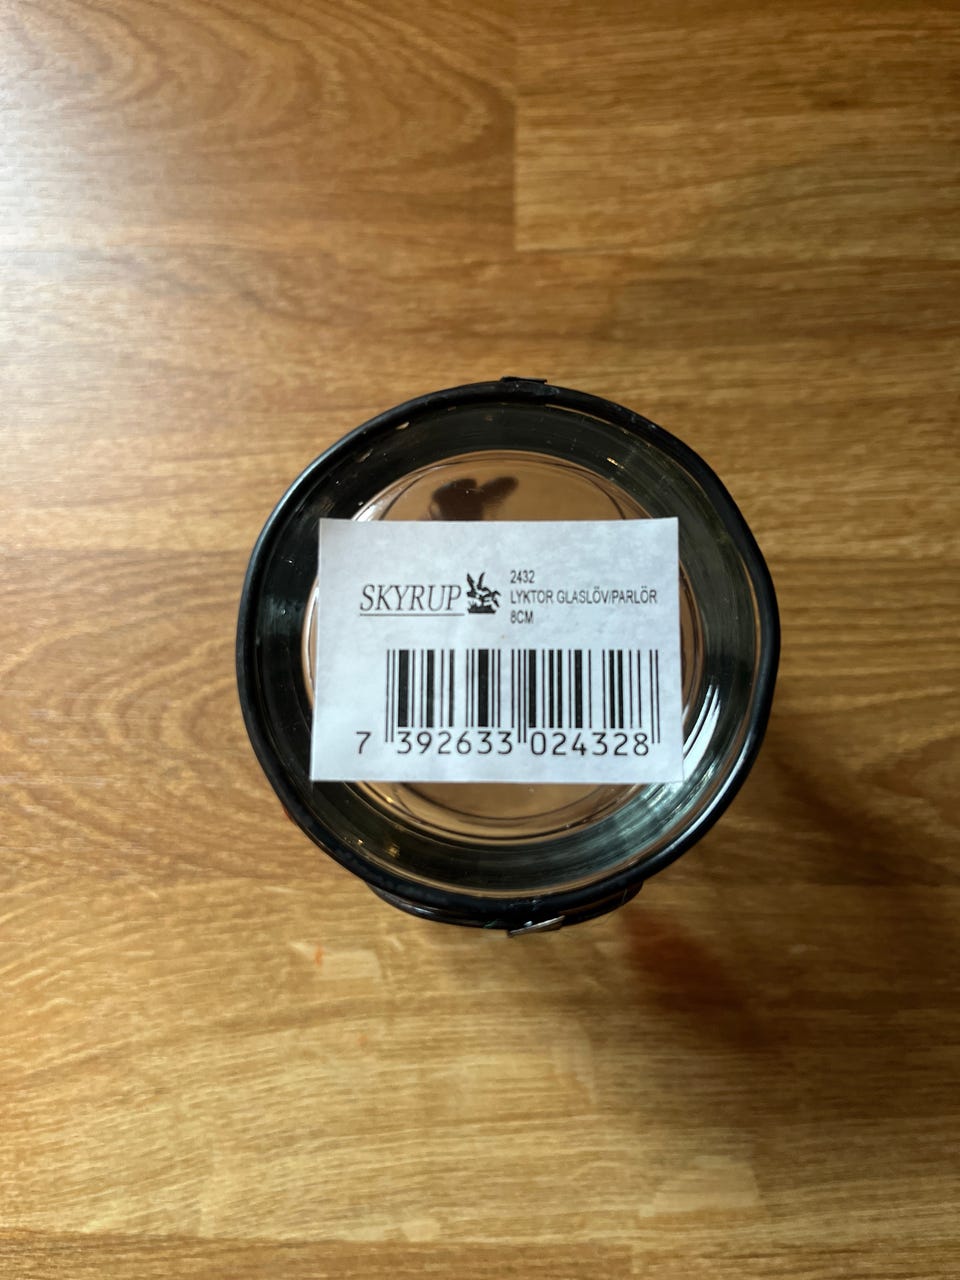 SKYRUP
2432
LYKTOR GLASLÖV/PARLÖR
8CM
7 392633 024328